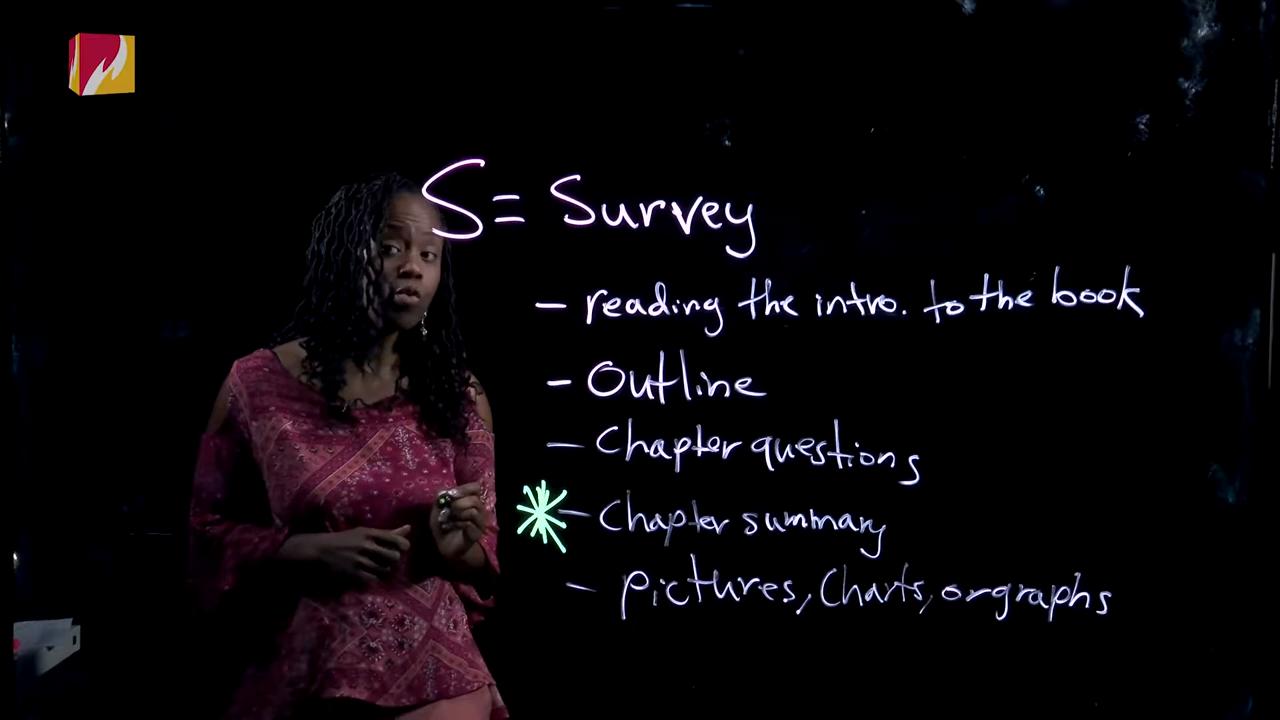 S = Survey
- reading the intro. to the book
- Outline
- Chapter questions
* - Chapter summary
- pictures, Charts, or graphs